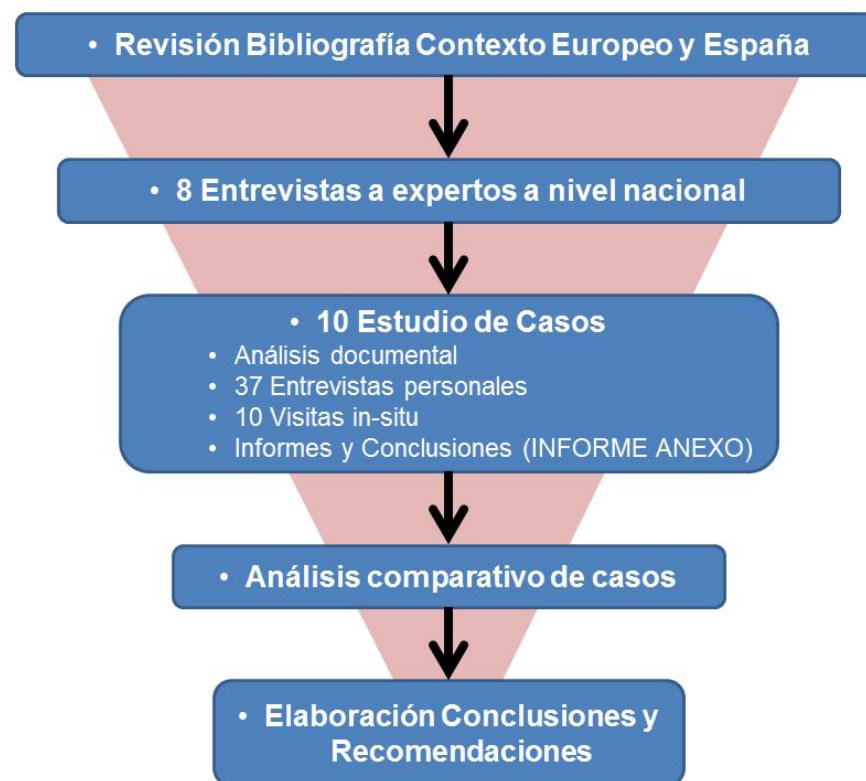 • Revisión Bibliografía Contexto Europeo y España
• 8 Entrevistas a expertos a nivel nacional
• 10 Estudio de Casos
• Análisis documental
• 37 Entrevistas personales
• 10 Visitas in-situ
• Informes y Conclusiones (INFORME ANEXO)
• Análisis comparativo de casos
• Elaboración Conclusiones y
Recomendaciones